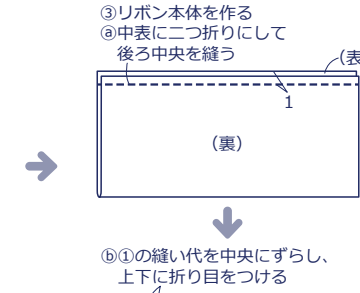 ③リボン本体を作る
ⓐ中表に二つ折りにして
後ろ中央を縫う
(表
1
(裏)
ⓑ①の縫い代を中央にずらし、
上下に折り目をつける